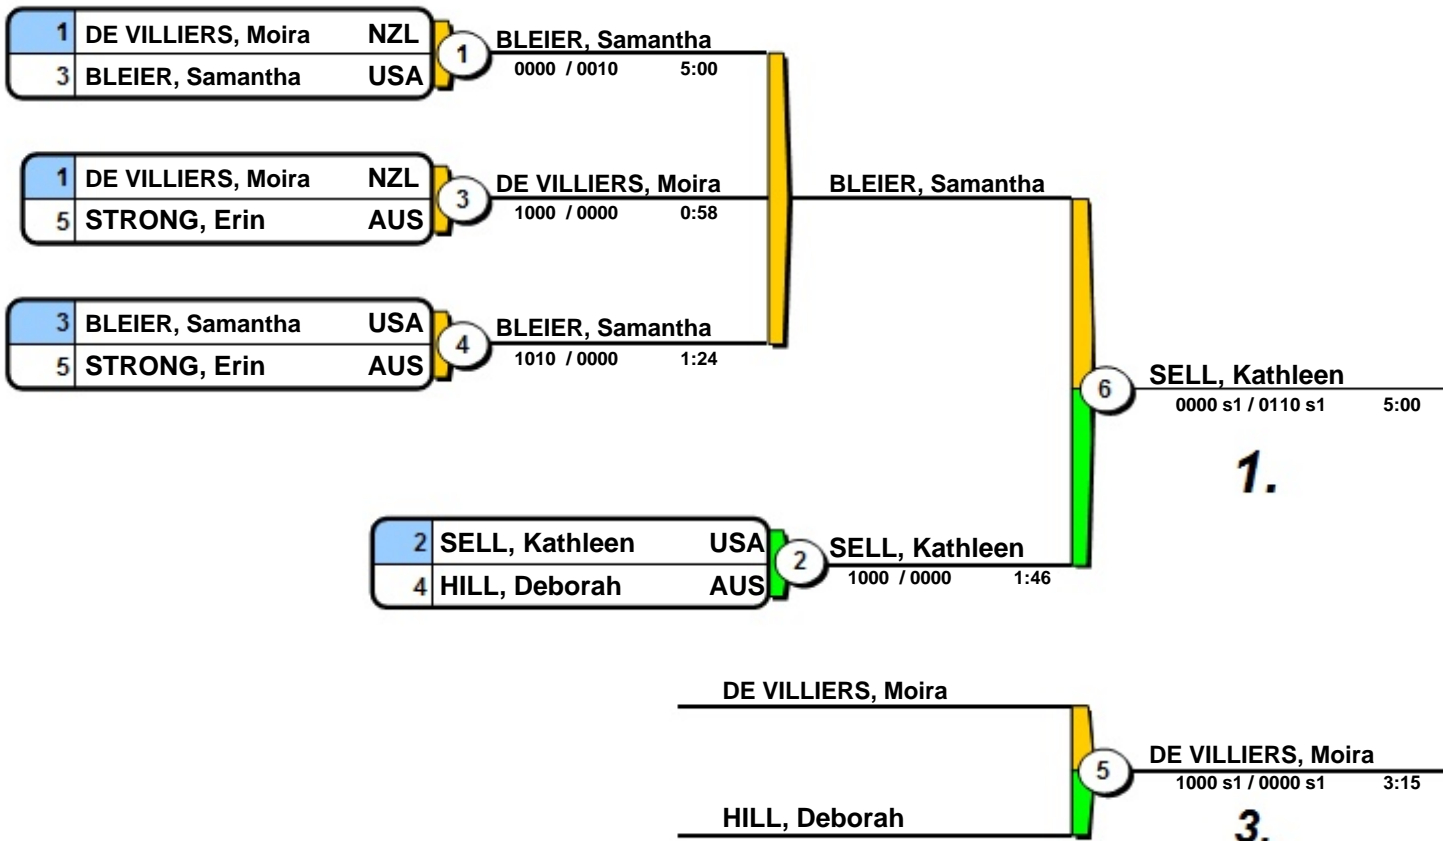 1 DE VILLIERS, Moira NZL
3 BLEIER, Samantha USA
1
BLEIER, Samantha
0000 / 0010 5:00
1 DE VILLIERS, Moira NZL
5 STRONG, Erin AUS
3
DE VILLIERS, Moira
1000 / 0000 0:58
BLEIER, Samantha
3 BLEIER, Samantha USA
5 STRONG, Erin AUS
4
BLEIER, Samantha
1010 / 0000 1:24
6
SELL, Kathleen
0000 s1 / 0110 s1 5:00
1.
2 SELL, Kathleen USA
4 HILL, Deborah AUS
2
SELL, Kathleen
1000 / 0000 1:46
DE VILLIERS, Moira
HILL, Deborah
5
DE VILLIERS, Moira
1000 s1 / 0000 s1 3:15
3.